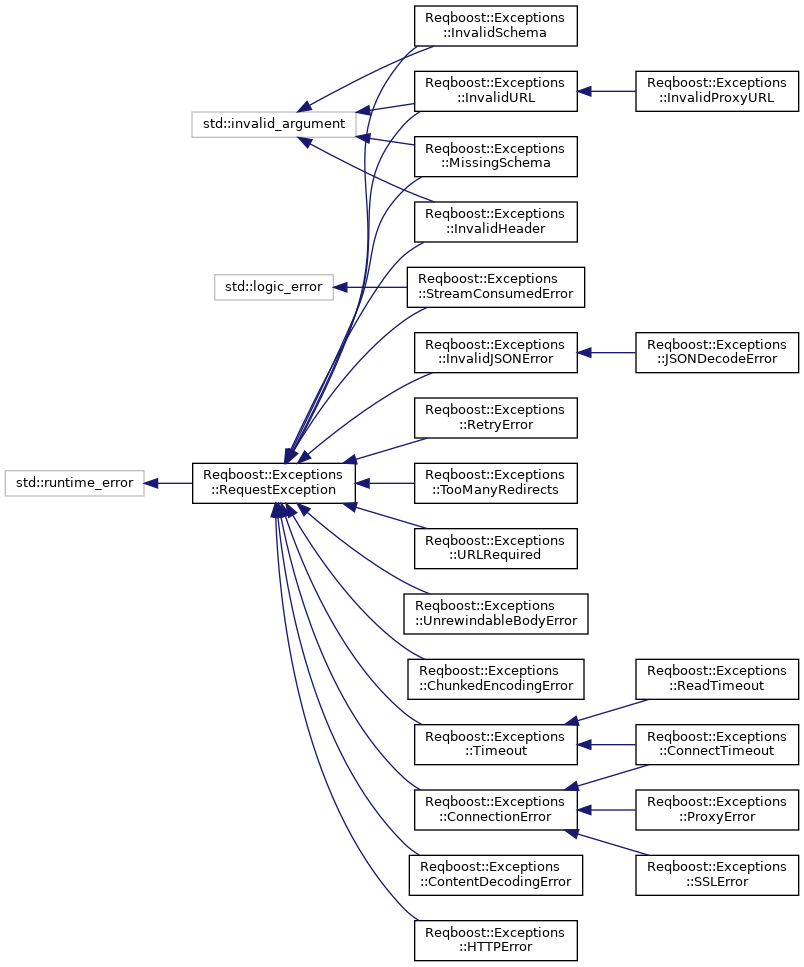 Reqboost::Exceptions
::InvalidSchema
Reqboost::Exceptions
::InvalidURL
Reqboost::Exceptions
::InvalidProxyURL
std::invalid_argument
Reqboost::Exceptions
::MissingSchema
Reqboost::Exceptions
::InvalidHeader
std::logic_error
Reqboost::Exceptions
::StreamConsumedError
Reqboost::Exceptions
::InvalidJSONError
Reqboost::Exceptions
::JSONDecodeError
Reqboost::Exceptions
::RetryError
std::runtime_error
Reqboost::Exceptions
::RequestException
Reqboost::Exceptions
::TooManyRedirects
Reqboost::Exceptions
::URLRequired
Reqboost::Exceptions
::UnrewindableBodyError
Reqboost::Exceptions
::ChunkedEncodingError
Reqboost::Exceptions
::ReadTimeout
Reqboost::Exceptions
::Timeout
Reqboost::Exceptions
::ConnectTimeout
Reqboost::Exceptions
::ConnectionError
Reqboost::Exceptions
::ProxyError
Reqboost::Exceptions
::ContentDecodingError
Reqboost::Exceptions
::SSLError
Reqboost::Exceptions
::HTTPError